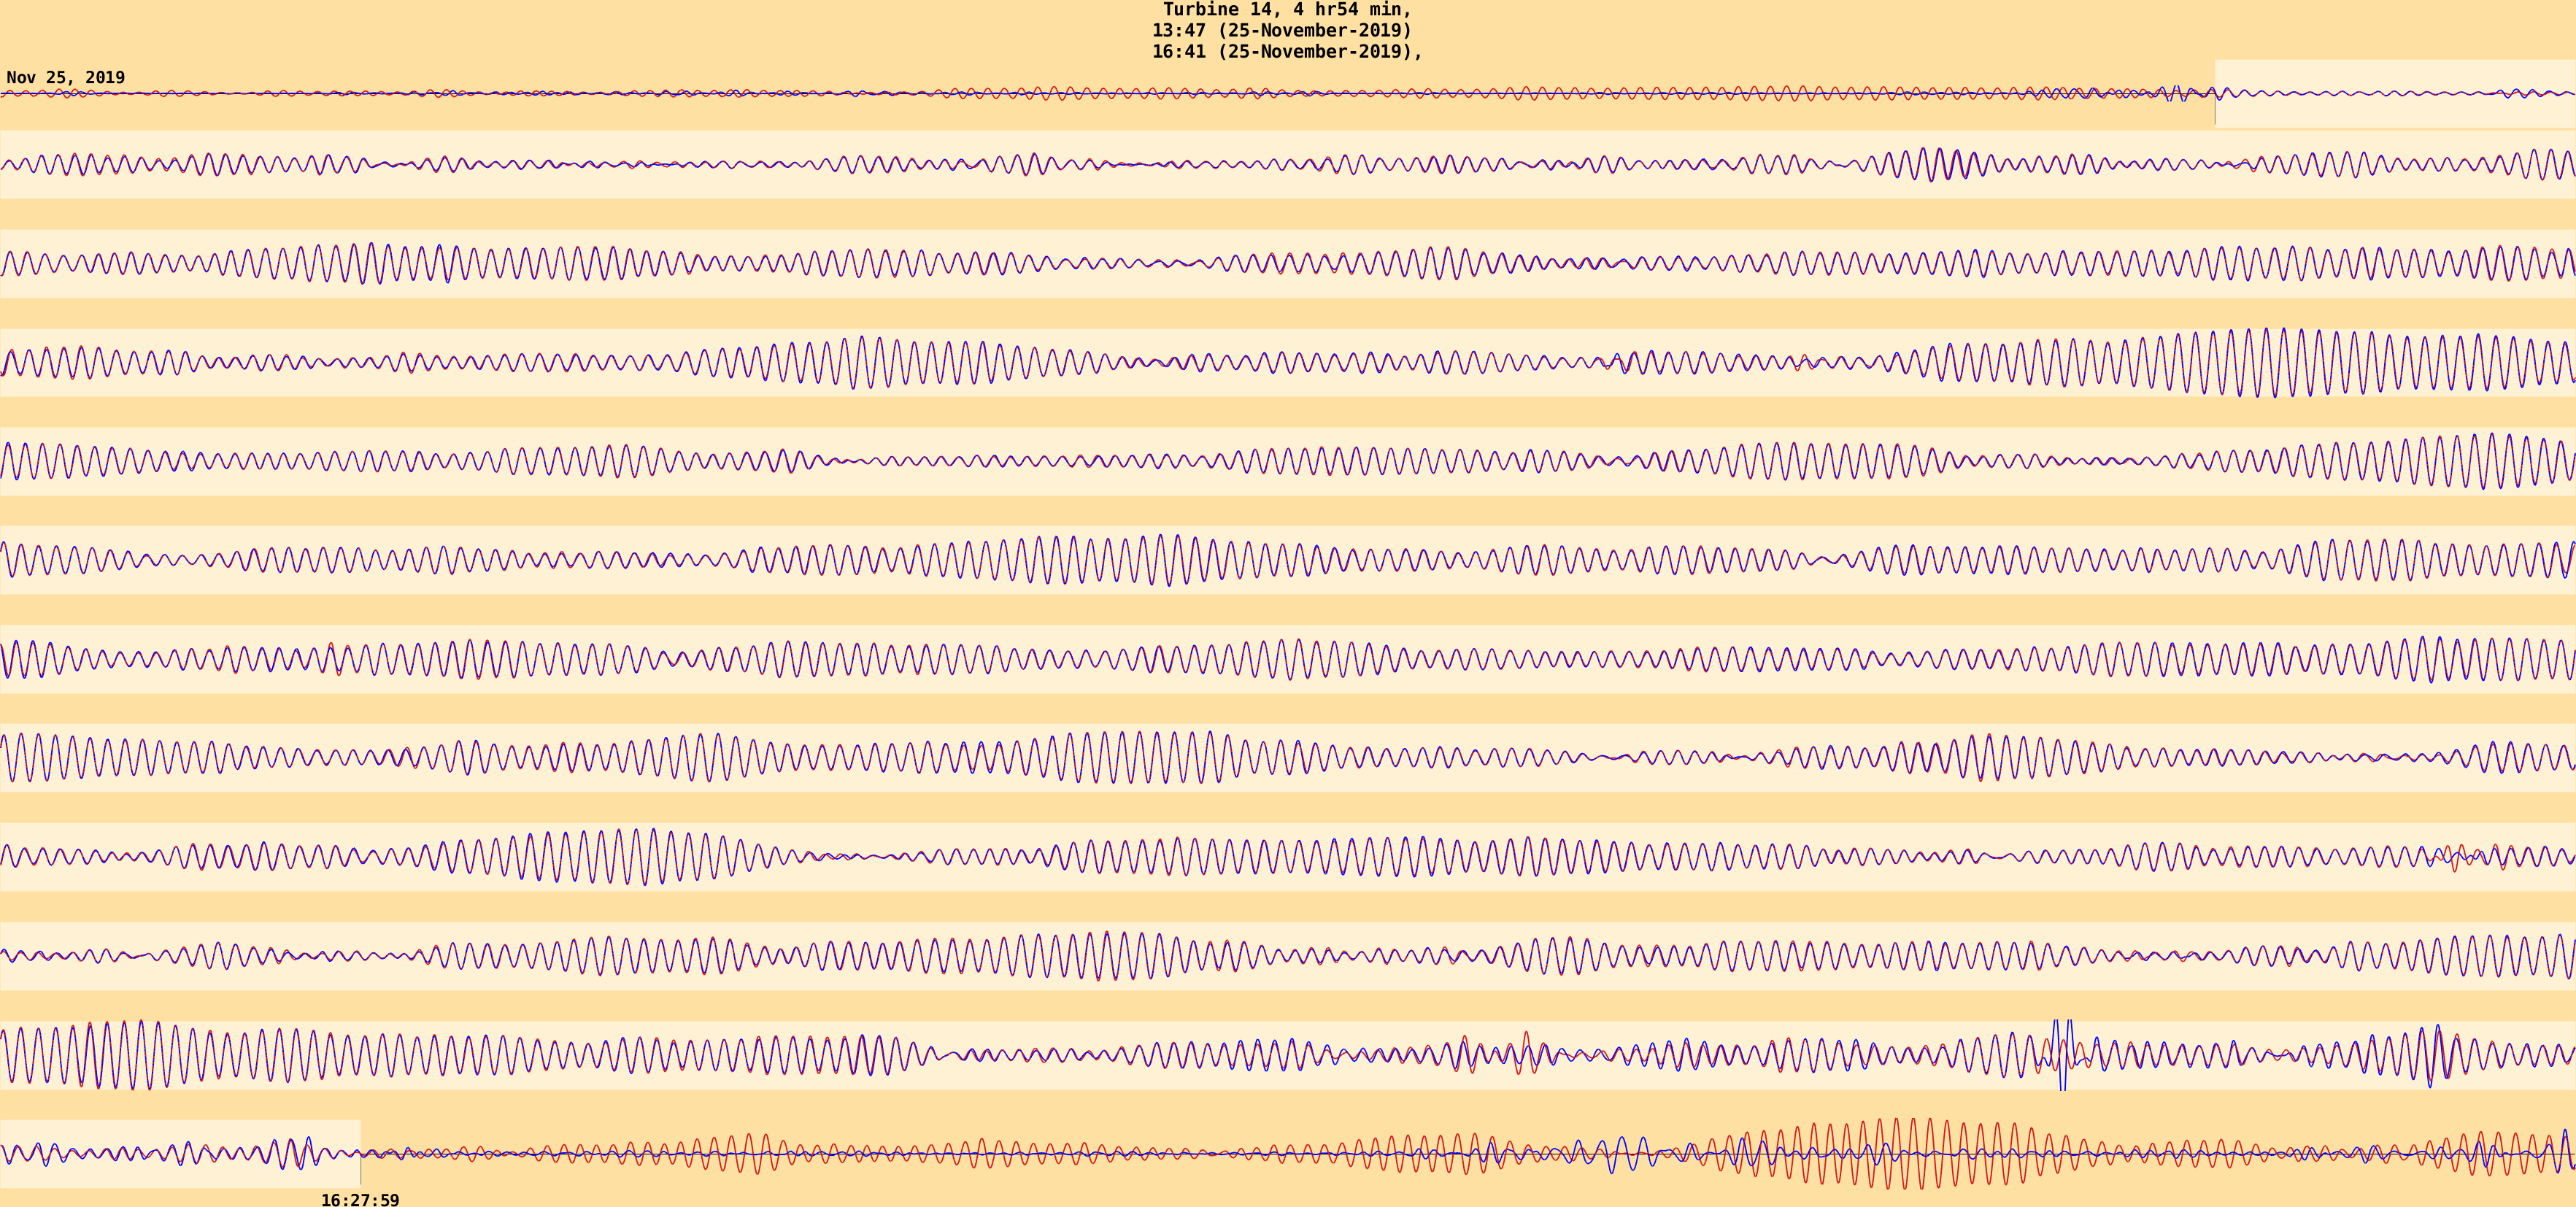 Turbine 14, 4 hr54 min,
13:47 (25-November-2019)
16:41 (25-November-2019),
Nov 25, 2019
16:27:59